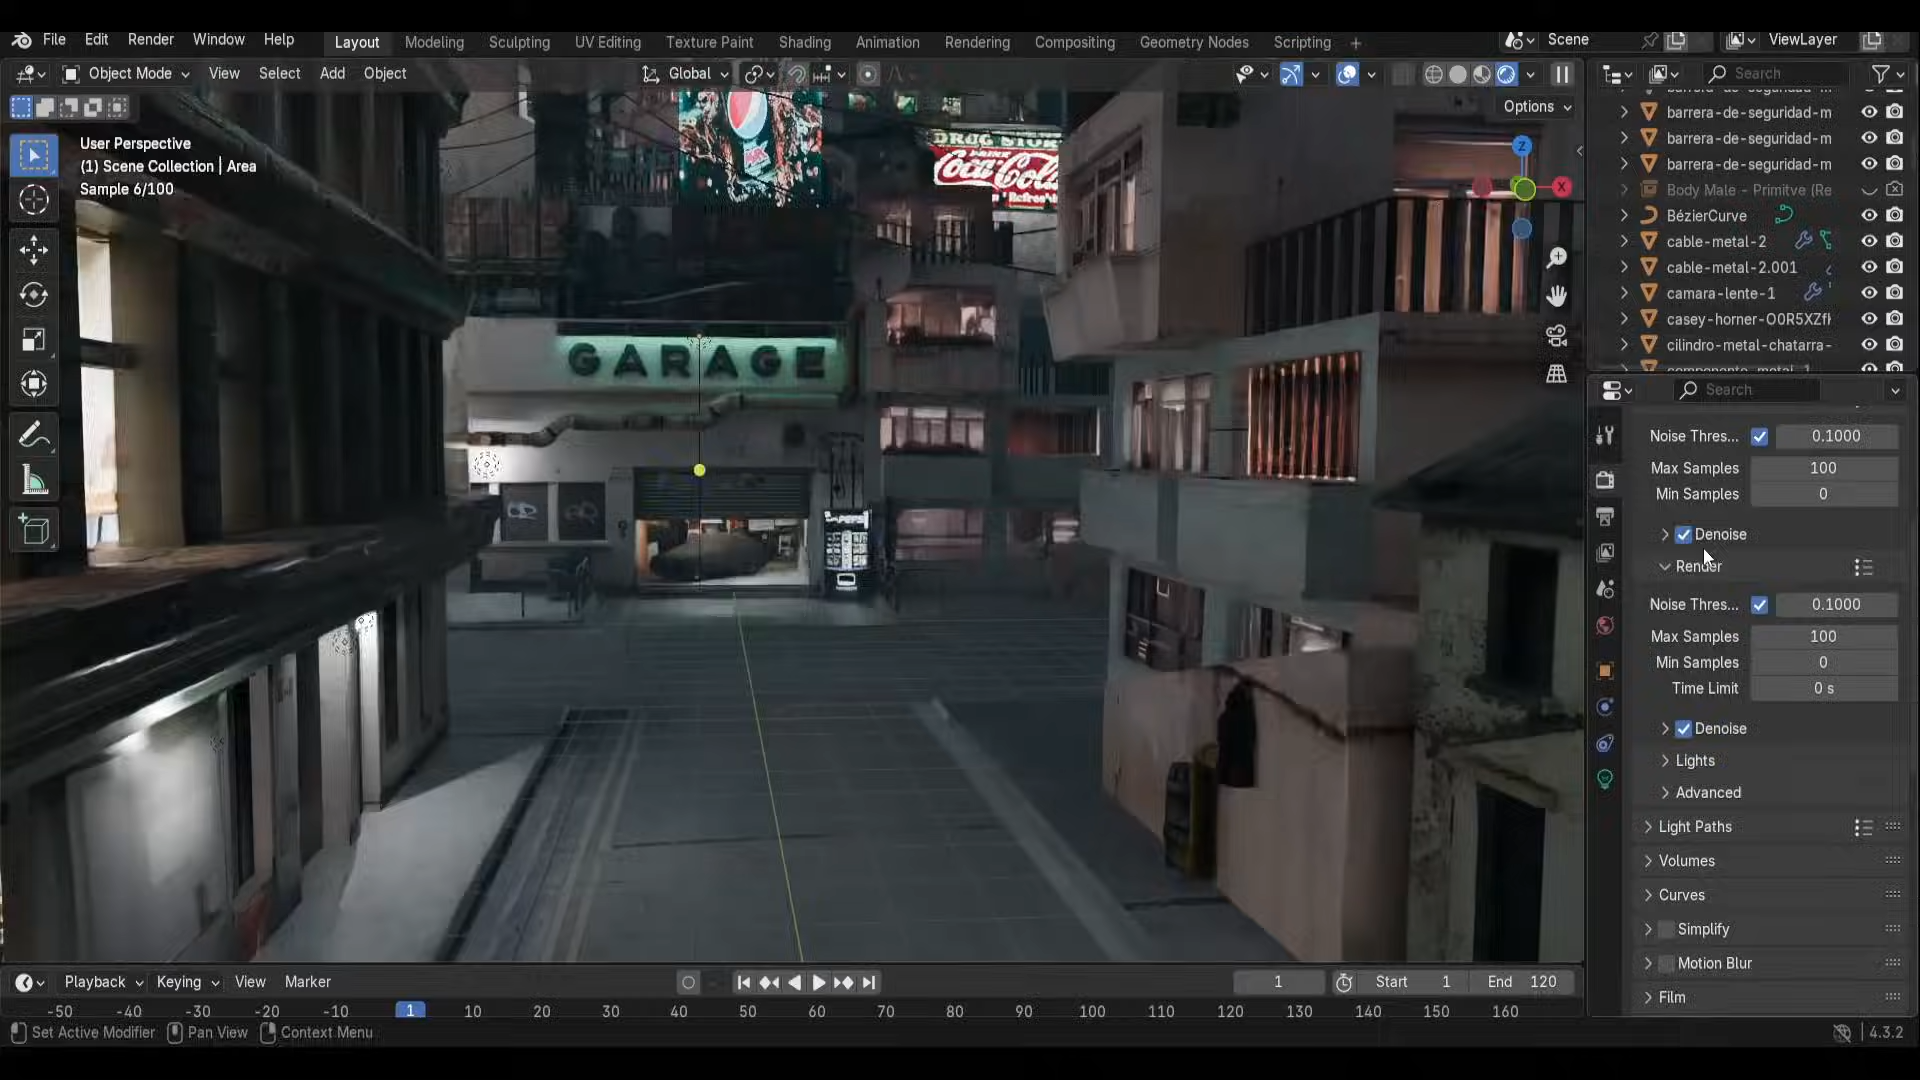 File Edit Render Window Help Layout Modeling Sculpting UV Editing Texture Paint Shading Animation Rendering Compositing Geometry Nodes Scripting + Scene ViewLayer
Object Mode View Select Add Object Global Search
Options
User Perspective
(1) Scene Collection | Area
Sample 6/100
DRUG STORE
Coca Cola
GARAGE
Z
X
barrera-de-seguridad-m
barrera-de-seguridad-m
barrera-de-seguridad-m
Body Male - Primitve (Re
BézierCurve
cable-metal-2
cable-metal-2.001
camara-lente-1
casey-horner-O0R5XZf
cilindro-metal-chatarra-
Search
Noise Thres... 0.1000
Max Samples 100
Min Samples 0
Denoise
Render
Noise Thres... 0.1000
Max Samples 100
Min Samples 0
Time Limit 0 s
Denoise
Lights
Advanced
Light Paths
Volumes
Curves
Simplify
Motion Blur
Film
Playback Keying View Marker 1 Start 1 End 120
-50 -40 -30 -20 -10 1 10 20 30 40 50 60 70 80 90 100 110 120 130 140 150 160
Set Active Modifier Pan View Context Menu 4.3.2